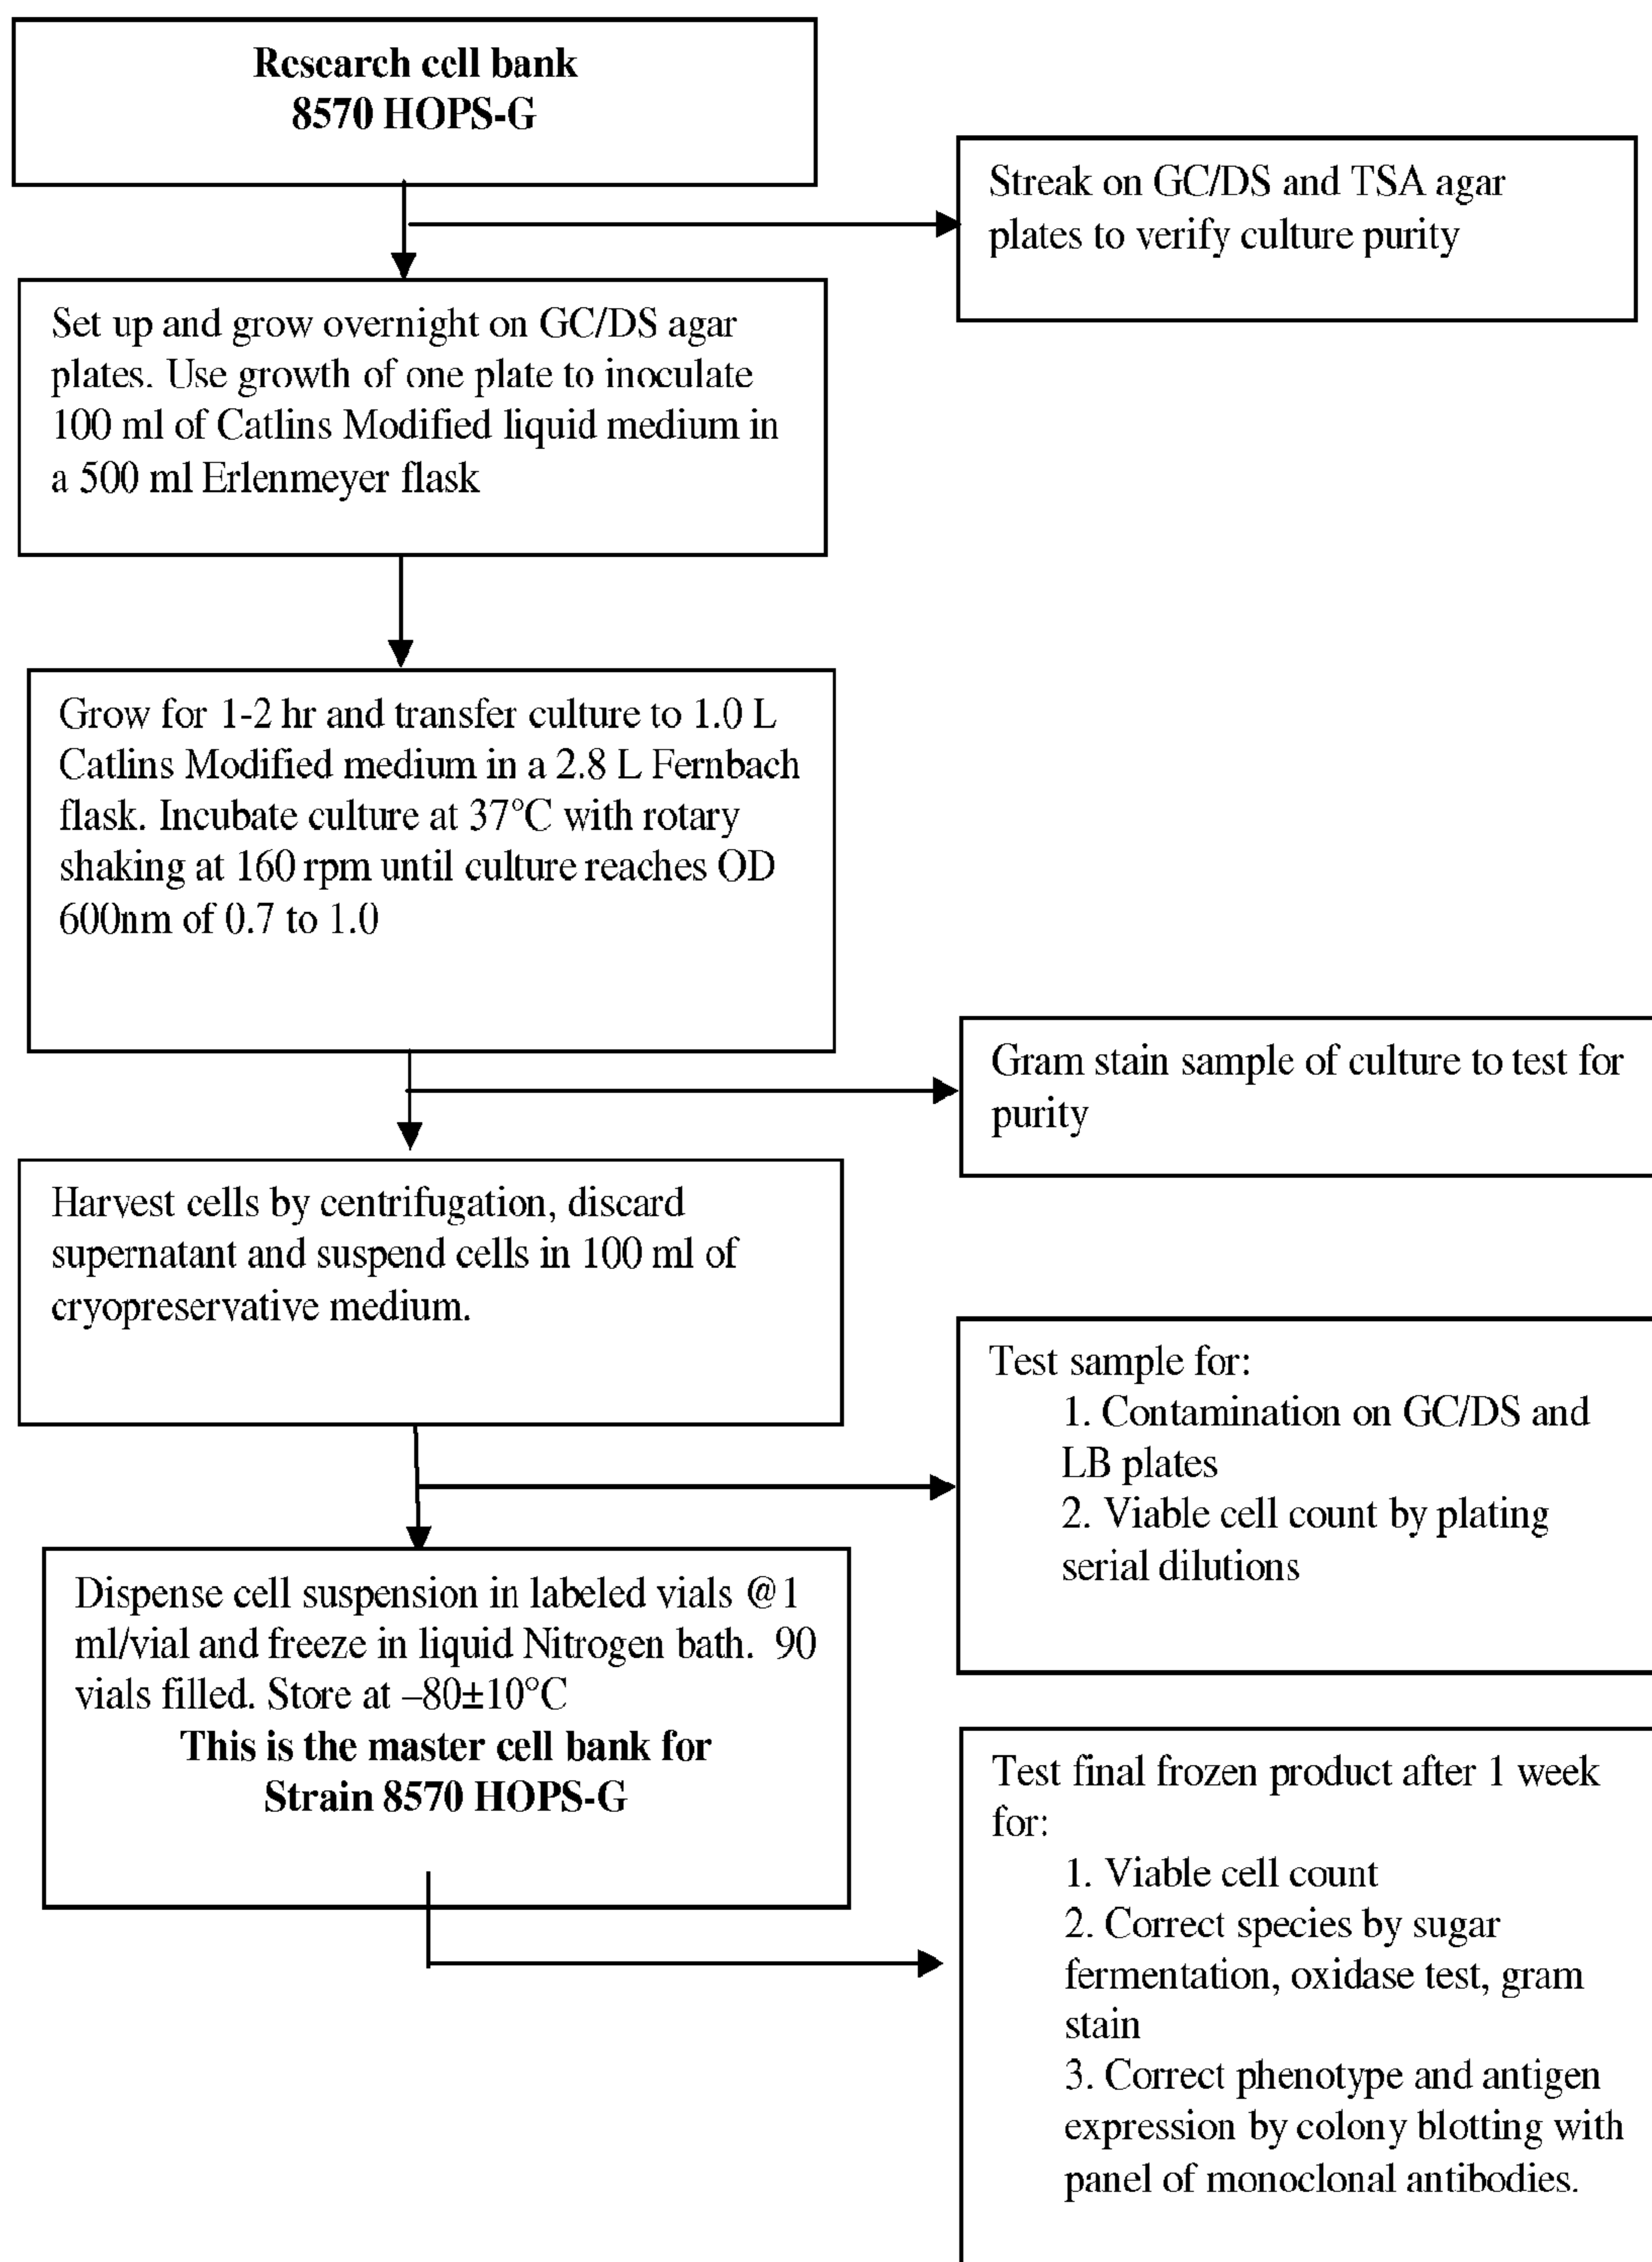 Research cell bank
8570 HOPS-G
Streak on GC/DS and TSA agar
plates to verify culture purity
Set up and grow overnight on GC/DS agar
plates. Use growth of one plate to inoculate
100 ml of Catlins Modified liquid medium in
a 500 ml Erlenmeyer flask
Grow for 1-2 hr and transfer culture to 1.0 L
Catlins Modified medium in a 2.8 L Fernbach
flask. Incubate culture at 37°C with rotary
shaking at 160 rpm until culture reaches OD
600nm of 0.7 to 1.0
Gram stain sample of culture to test for
purity
Harvest cells by centrifugation, discard
supernatant and suspend cells in 100 ml of
cryopreservative medium.
Test sample for:
1. Contamination on GC/DS and
LB plates
2. Viable cell count by plating
serial dilutions
Dispense cell suspension in labeled vials @1
ml/vial and freeze in liquid Nitrogen bath. 90
vials filled. Store at –80±10°C
This is the master cell bank for
Strain 8570 HOPS-G
Test final frozen product after 1 week
for:
1. Viable cell count
2. Correct species by sugar
fermentation, oxidase test, gram
stain
3. Correct phenotype and antigen
expression by colony blotting with
panel of monoclonal antibodies.